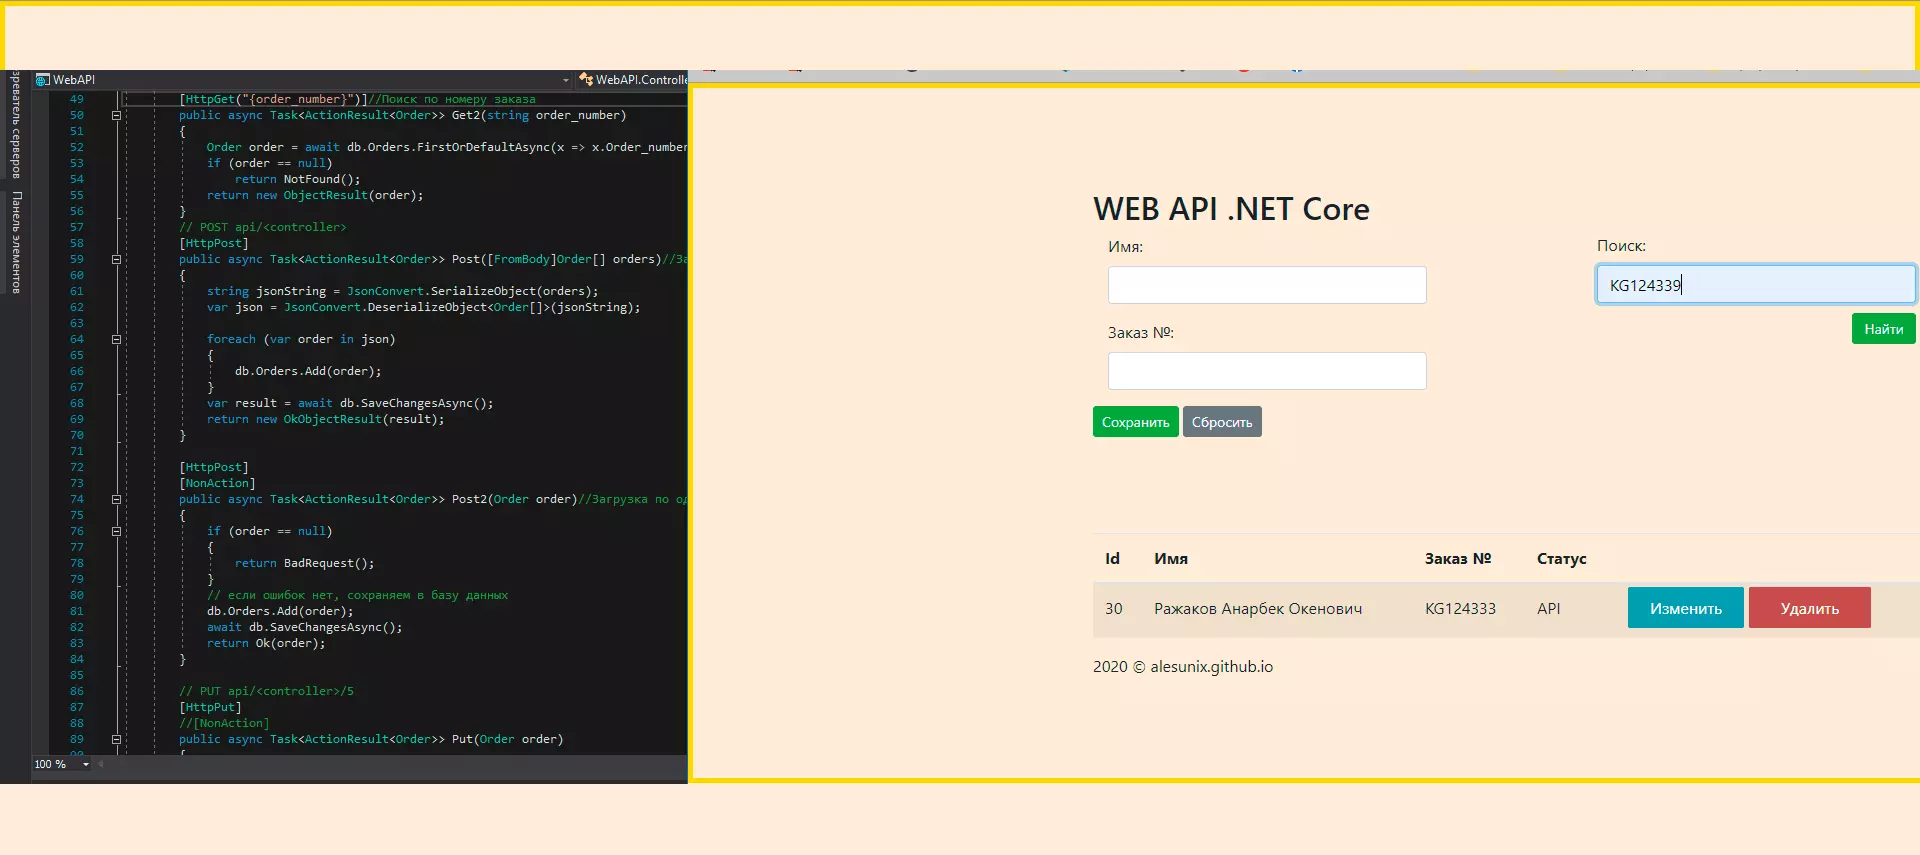 WebAPI
WebAPI.Controlle
зреватель серверов
Панель элементов
49 [HttpGet("{order_number}")]//Поиск по номеру заказа
50 public async Task<ActionResult<Order>> Get2(string order_number)
51 {
52 Order order = await db.Orders.FirstOrDefaultAsync(x => x.Order_number
53 if (order == null)
54 return NotFound();
55 return new ObjectResult(order);
56 }
57 // POST api/<controller>
58 [HttpPost]
59 public async Task<ActionResult<Order>> Post([FromBody]Order[] orders)//За
60 {
61 string jsonString = JsonConvert.SerializeObject(orders);
62 var json = JsonConvert.DeserializeObject<Order[]>(jsonString);
63
64 foreach (var order in json)
65 {
66 db.Orders.Add(order);
67 }
68 var result = await db.SaveChangesAsync();
69 return new OkObjectResult(result);
70 }
71
72 [HttpPost]
73 [NonAction]
74 public async Task<ActionResult<Order>> Post2(Order order)//Загрузка по од
75 {
76 if (order == null)
77 {
78 return BadRequest();
79 }
80 // если ошибок нет, сохраняем в базу данных
81 db.Orders.Add(order);
82 await db.SaveChangesAsync();
83 return Ok(order);
84 }
85
86 // PUT api/<controller>/5
87 [HttpPut]
88 //[NonAction]
89 public async Task<ActionResult<Order>> Put(Order order)
90 {
100 %
WEB API .NET Core
Имя:
Поиск:
KG124339
Найти
Заказ №:
Сохранить Сбросить
Id Имя Заказ № Статус
30 Ражаков Анарбек Окенович KG124333 API Изменить Удалить
2020 © alesunix.github.io